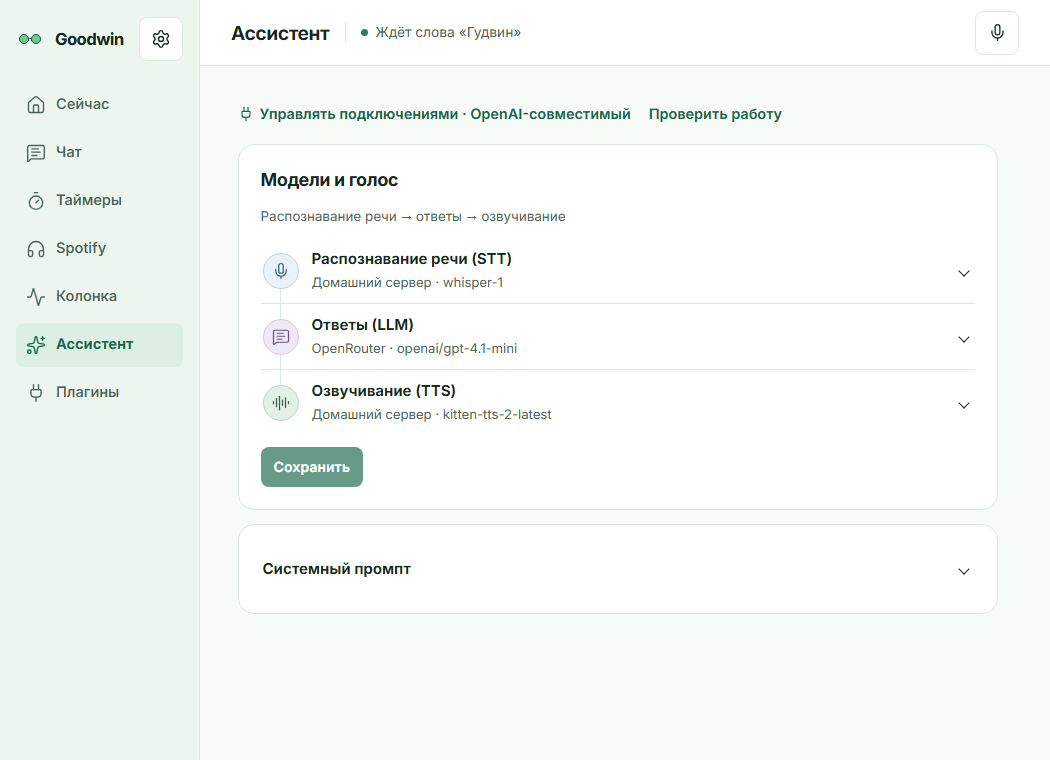 Goodwin
Сейчас
Чат
Таймеры
Spotify
Колонка
Ассистент
Плагины
Ассистент
Ждёт слова «Гудвин»
Управлять подключениями · OpenAI-совместимый Проверить работу
Модели и голос
Распознавание речи → ответы → озвучивание
Распознавание речи (STT)
Домашний сервер · whisper-1
Ответы (LLM)
OpenRouter · openai/gpt-4.1-mini
Озвучивание (TTS)
Домашний сервер · kitten-tts-2-latest
Сохранить
Системный промпт